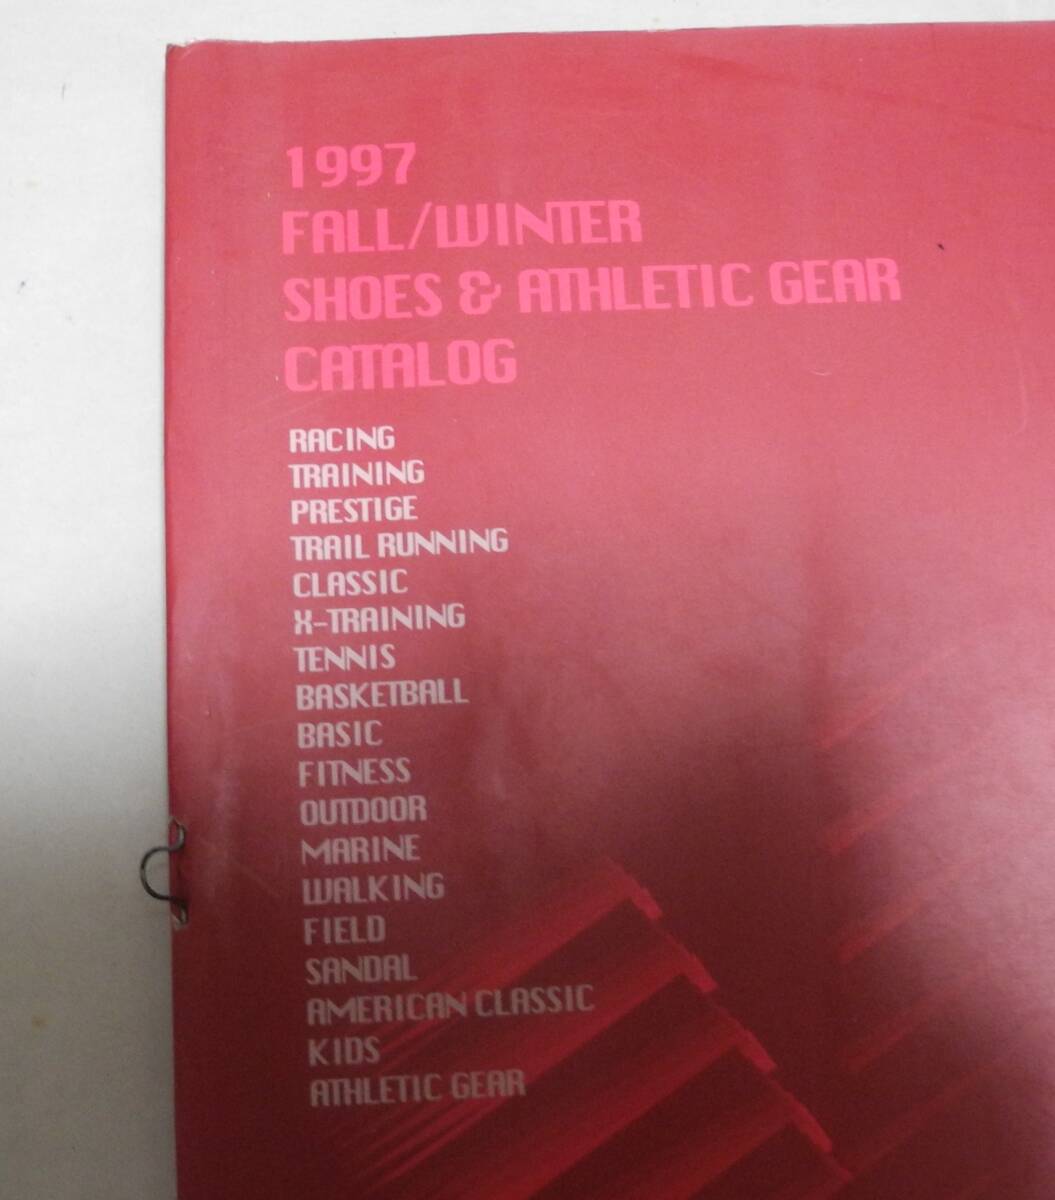 1997
FALL/WINTER
SHOES & ATHLETIC GEAR
CATALOG
RACING
TRAINING
PRESTIGE
TRAIL RUNNING
CLASSIC
X-TRAINING
TENNIS
BASKETBALL
BASIC
FITNESS
OUTDOOR
MARINE
WALKING
FIELD
SANDAL
AMERICAN CLASSIC
KIDS
ATHLETIC GEAR